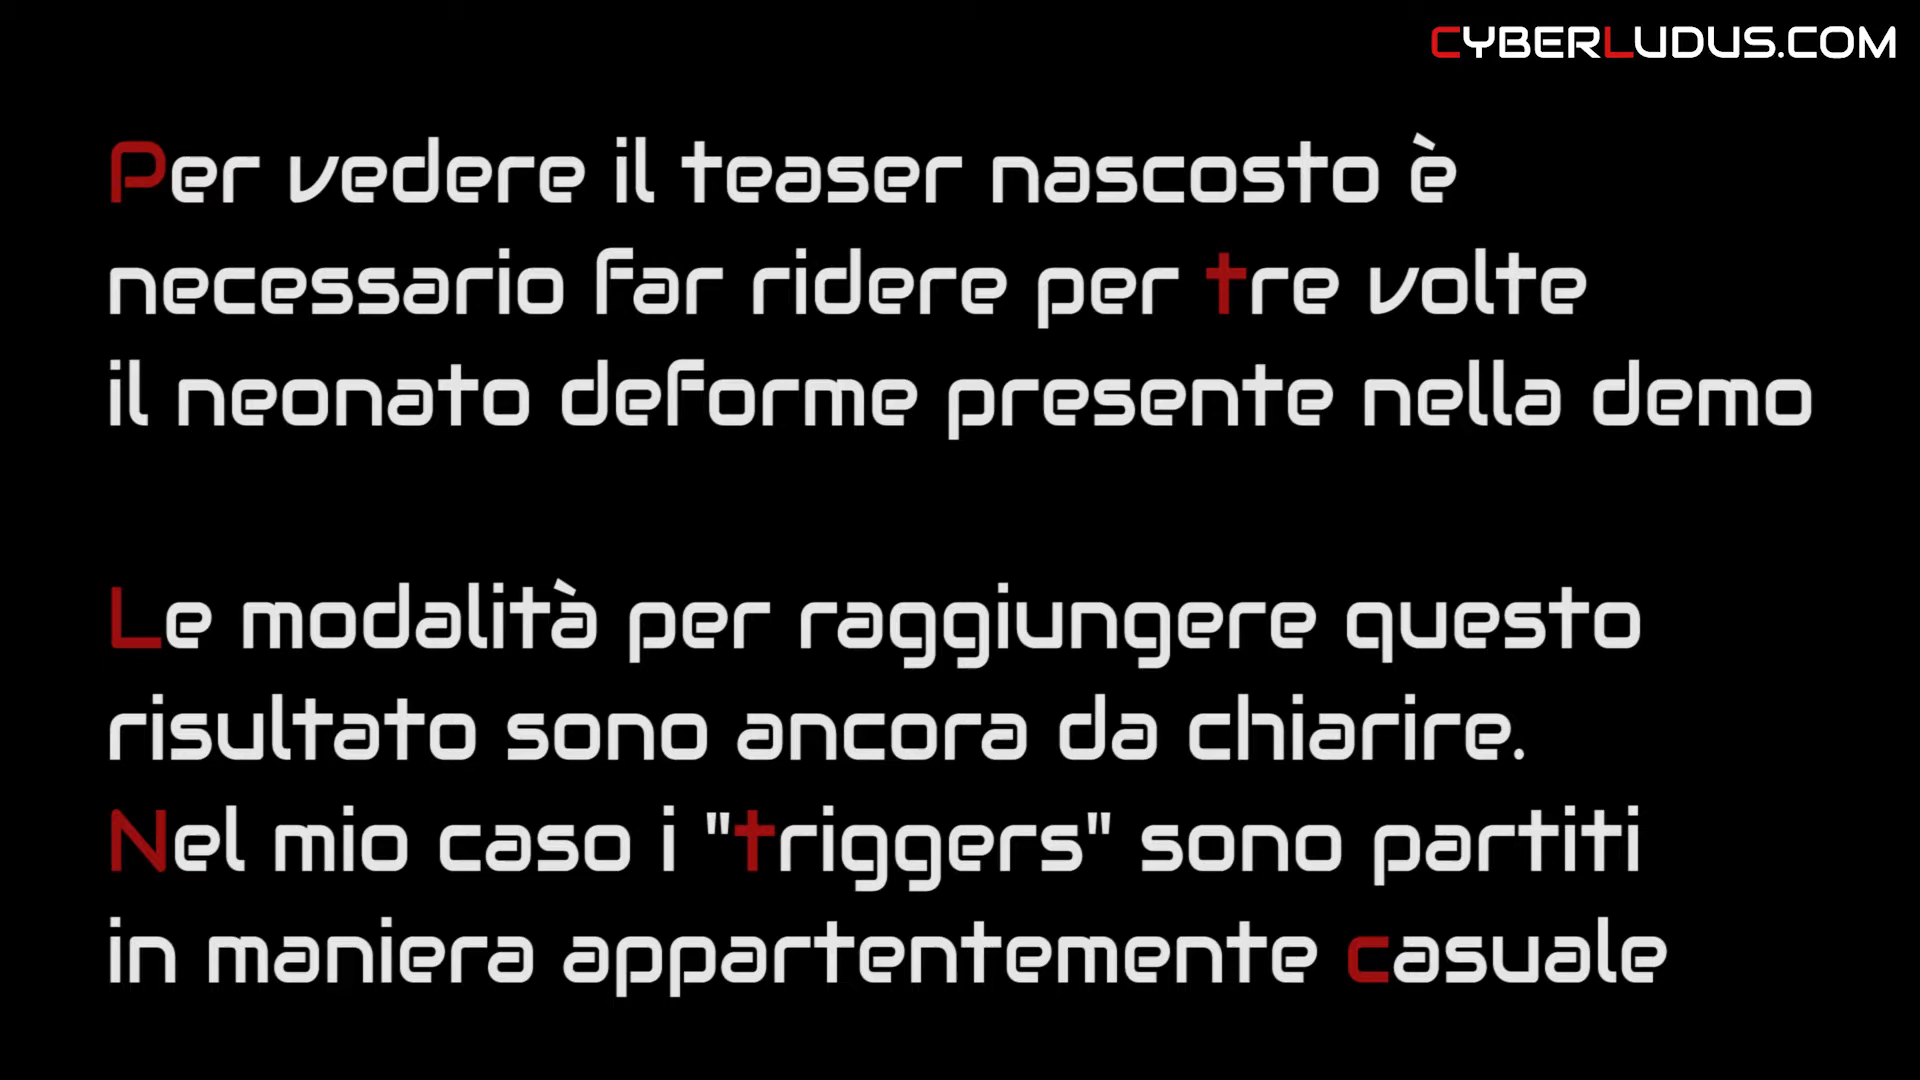 CYBERLUDUS.COM
Per vedere il teaser nascosto è
necessario far ridere per tre volte
il neonato deforme presente nella demo
Le modalità per raggiungere questo
risultato sono ancora da chiarire.
Nel mio caso i "triggers" sono partiti
in maniera appartentemente casuale